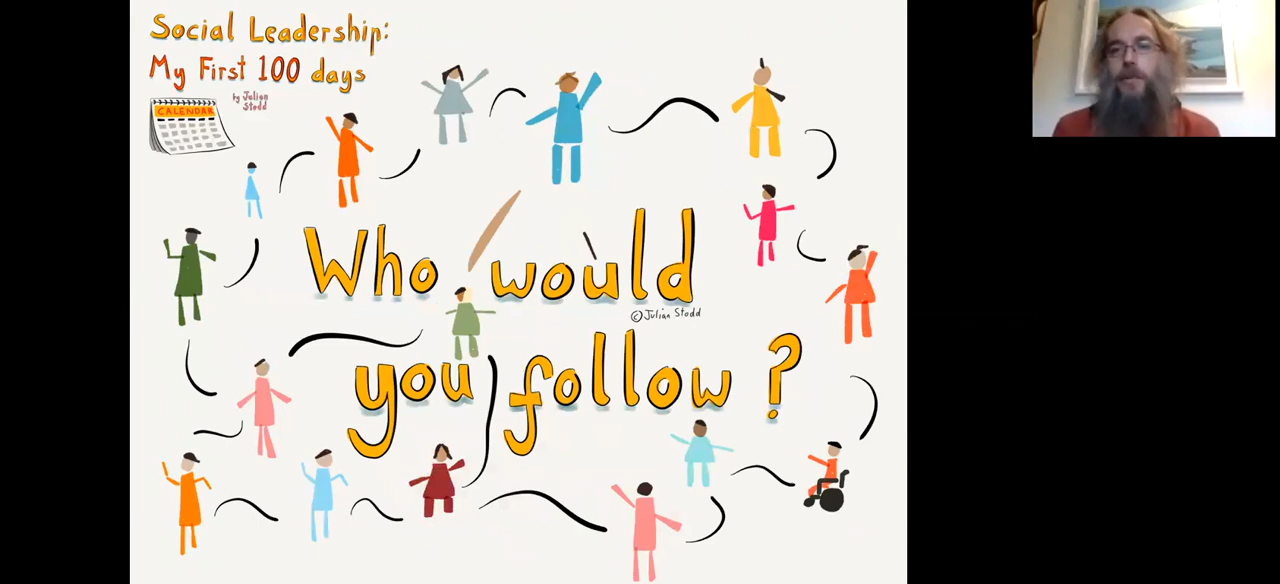 Social Leadership:
My First 100 days
by Julian
Stodd
CALENDAR
Who would
© Julian Stodd
you follow?